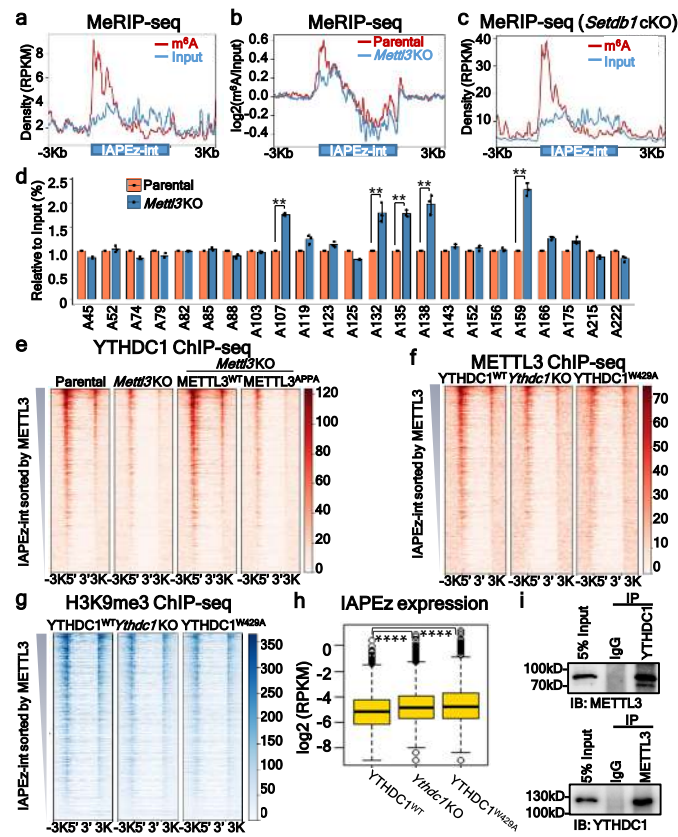 a
MeRIP-seq
Density (RPKM)
8
6
4
2
m⁶A
Input
-3Kb
IAPEz-int
3Kb
b
MeRIP-seq
log2(m⁶A/Input)
0.6
0.4
0.2
0.0
-0.2
-0.4
Parental
Mettl3KO
-3Kb
IAPEz-int
3Kb
c
MeRIP-seq (Setdb1 cKO)
Density (RPKM)
40
30
20
10
m⁶A
Input
-3Kb
IAPEz-int
3Kb
d
Relative to Input (%)
2.5
2.0
1.5
1.0
0.5
0
Parental
Mettl3KO
** ** ** ** **
A45 A52 A74 A79 A82 A85 A88 A103 A107 A119 A123 A125 A132 A135 A138 A143 A152 A156 A159 A166 A175 A215 A222
e
YTHDC1 ChIP-seq
Mettl3KO
Parental Mettl3KO METTL3ᵂᵀ METTL3ᴬᴾᴾᴬ
IAPEz-int sorted by METTL3
120
100
80
60
40
20
0
-3K5' 3'3K -3K5' 3'3K -3K5' 3'3K -3K5' 3'3K
f
METTL3 ChIP-seq
YTHDC1ᵂᵀ Ythdc1KO YTHDC1ᵂ⁴²⁹ᴬ
IAPEz-int sorted by METTL3
70
60
50
40
30
20
10
0
-3K5' 3' 3K -3K5' 3' 3K -3K5' 3' 3K
g
H3K9me3 ChIP-seq
YTHDC1ᵂᵀ Ythdc1KO YTHDC1ᵂ⁴²⁹ᴬ
IAPEz-int sorted by METTL3
350
300
250
200
150
100
50
0
-3K5' 3' 3K -3K5' 3' 3K -3K5' 3' 3K
h
IAPEz expression
log2 (RPKM)
0
-2
-4
-6
-8
**** ****
YTHDC1ᵂᵀ
Ythdc1KO
YTHDC1ᵂ⁴²⁹ᴬ
i
IP
5% Input
IgG
YTHDC1
100kD
70kD
IB: METTL3
IP
5% Input
IgG
METTL3
130kD
100kD
IB: YTHDC1